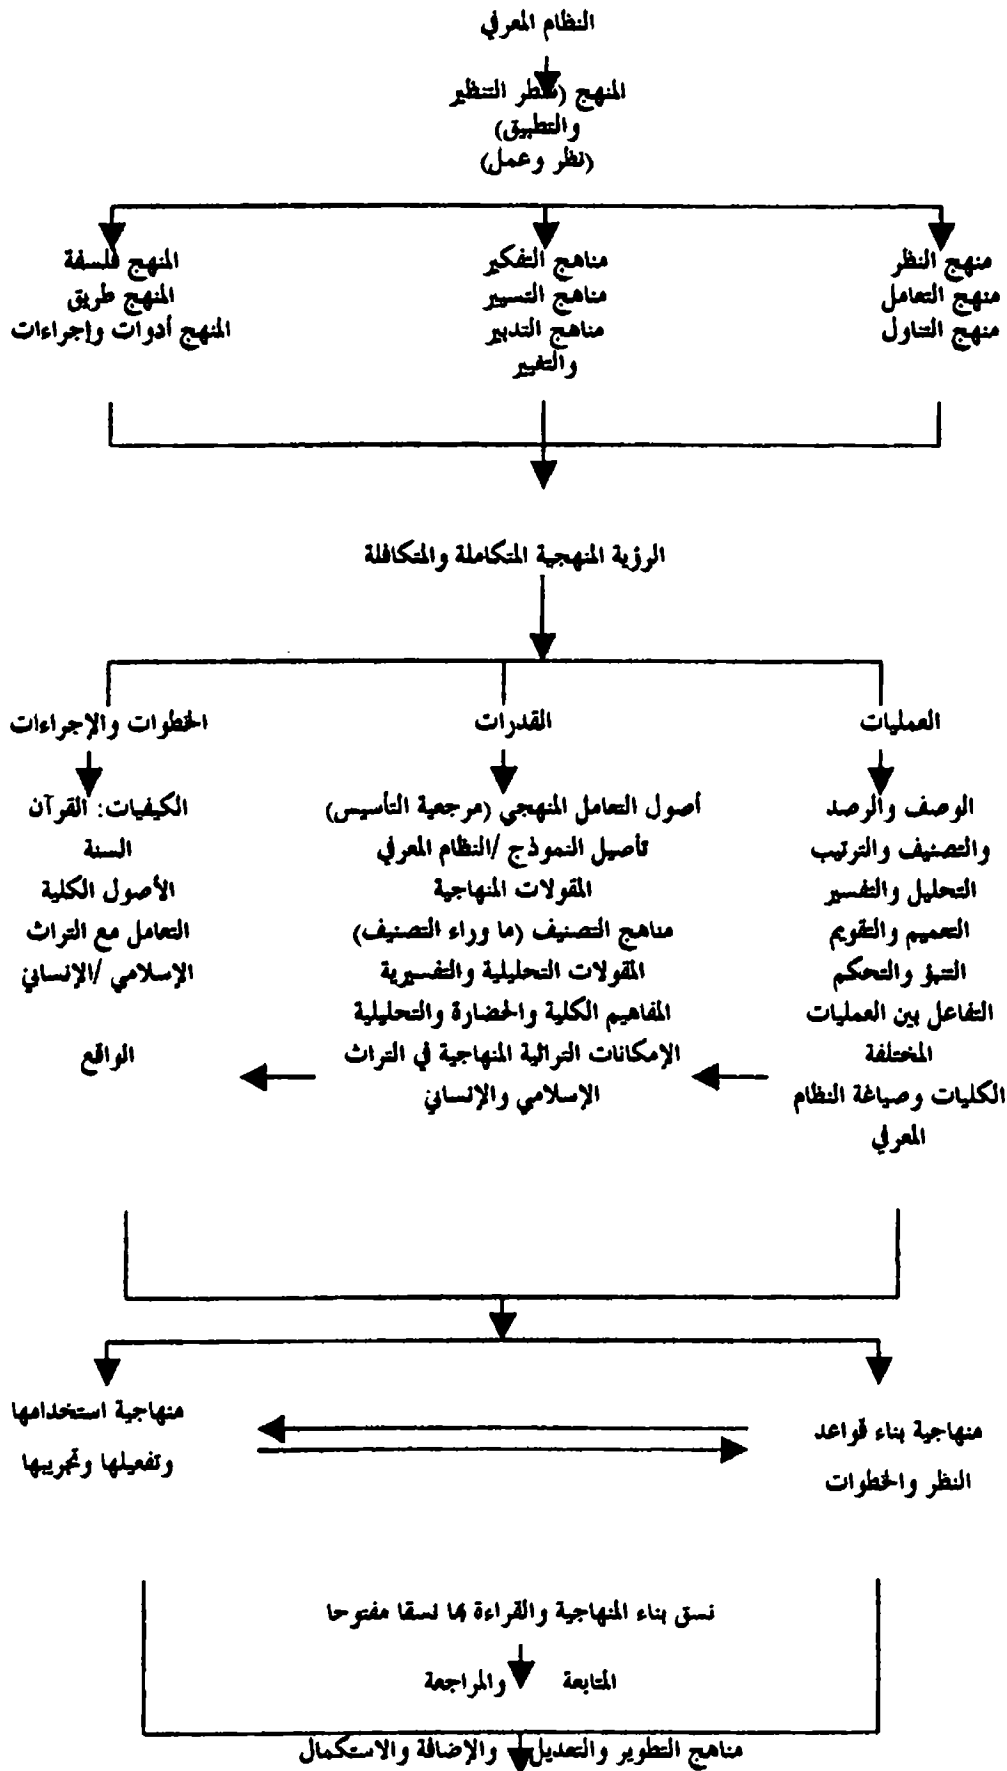 النظام المعرفي
المنهج (شطر التنظير
والتطبيق)
(نظر وعمل)
منهج النظر
منهج التعامل
منهج التناول
مناهج التفكير
مناهج التسيير
مناهج التدبير
والتغيير
المنهج فلسفة
المنهج طريق
المنهج أدوات وإجراءات
الرؤية المنهجية المتكاملة والمتكافلة
العمليات
الوصف والرصد
والتصنيف والترتيب
التحليل والتفسير
التعميم والتقويم
التنبؤ والتحكم
التفاعل بين العمليات
المختلفة
الكليات وصياغة النظام
المعرفي
القدرات
أصول التعامل المنهجي (مرجعية التأسيس)
تأصيل النموذج /النظام المعرفي
المقولات المنهاجية
مناهج التصنيف (ما وراء التصنيف)
المقولات التحليلية والتفسيرية
المفاهيم الكلية والحضارة والتحليلية
الإمكانات التراثية المنهاجية في التراث
الإسلامي والإنساني
الخطوات والإجراءات
الكيفيات: القرآن
السنة
الأصول الكلية
التعامل مع التراث
الإسلامي /الإنساني
الواقع
منهاجية بناء قواعد
النظر والخطوات
منهاجية استخدامها
وتفعيلها وتجريبها
نسق بناء المنهاجية والقراءة بها نسقا مفتوحا
المتابعة والمراجعة
مناهج التطوير والتعديل والإضافة والاستكمال